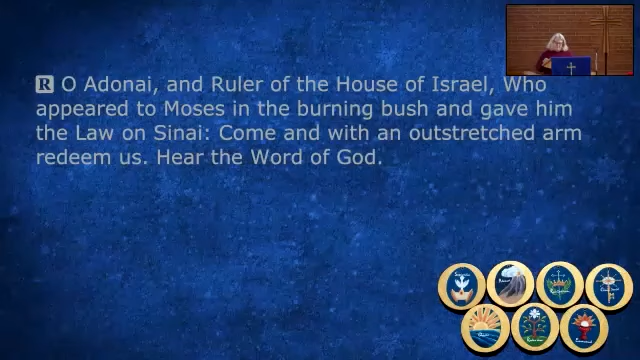 R O Adonai, and Ruler of the House of Israel, Who
appeared to Moses in the burning bush and gave him
the Law on Sinai: Come and with an outstretched arm
redeem us. Hear the Word of God.